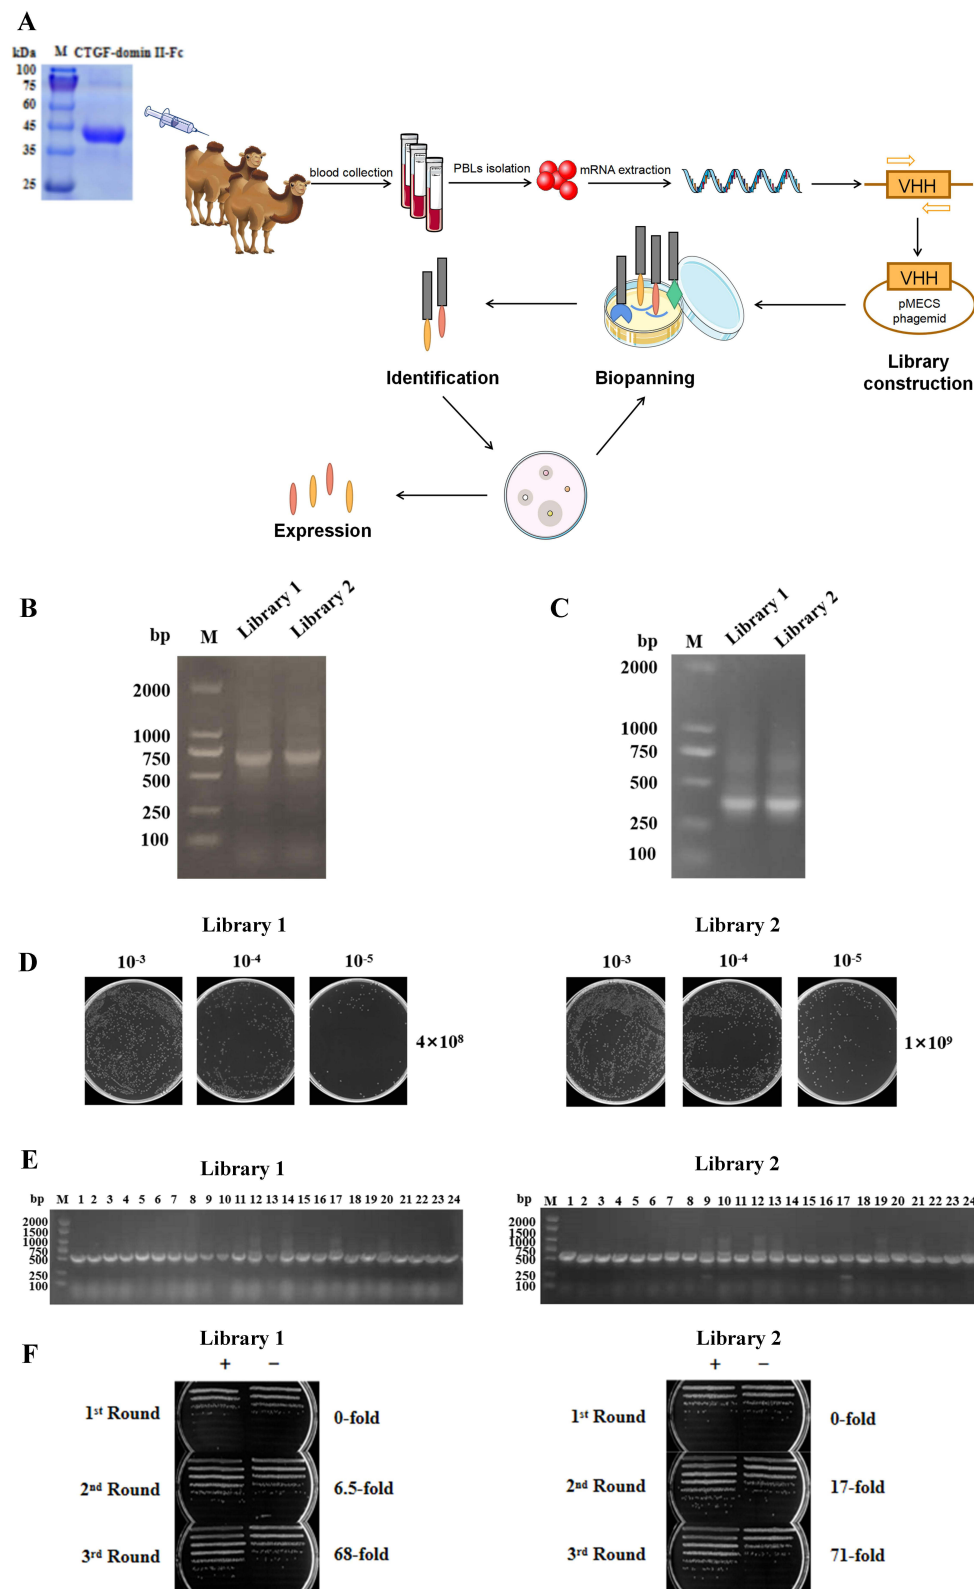 A
kDa M CTGF-domin II-Fc
100
75
60
45
35
25
blood collection
PBLs isolation
mRNA extraction
VHH
VHH
pMECS
phagemid
Library
construction
Biopanning
Identification
Expression
B
bp M Library 1 Library 2
2000
1000
750
500
250
100
C
bp M Library 1 Library 2
2000
1000
750
500
250
100
D
Library 1
10⁻³ 10⁻⁴ 10⁻⁵
4×10⁸
Library 2
10⁻³ 10⁻⁴ 10⁻⁵
1×10⁹
E
Library 1
bp M 1 2 3 4 5 6 7 8 9 10 11 12 13 14 15 16 17 18 19 20 21 22 23 24
2000
1500
1000
750
500
250
100
Library 2
bp M 1 2 3 4 5 6 7 8 9 10 11 12 13 14 15 16 17 18 19 20 21 22 23 24
2000
1500
1000
750
500
250
100
F
Library 1
+ −
1st Round 0-fold
2nd Round 6.5-fold
3rd Round 68-fold
Library 2
+ −
1st Round 0-fold
2nd Round 17-fold
3rd Round 71-fold